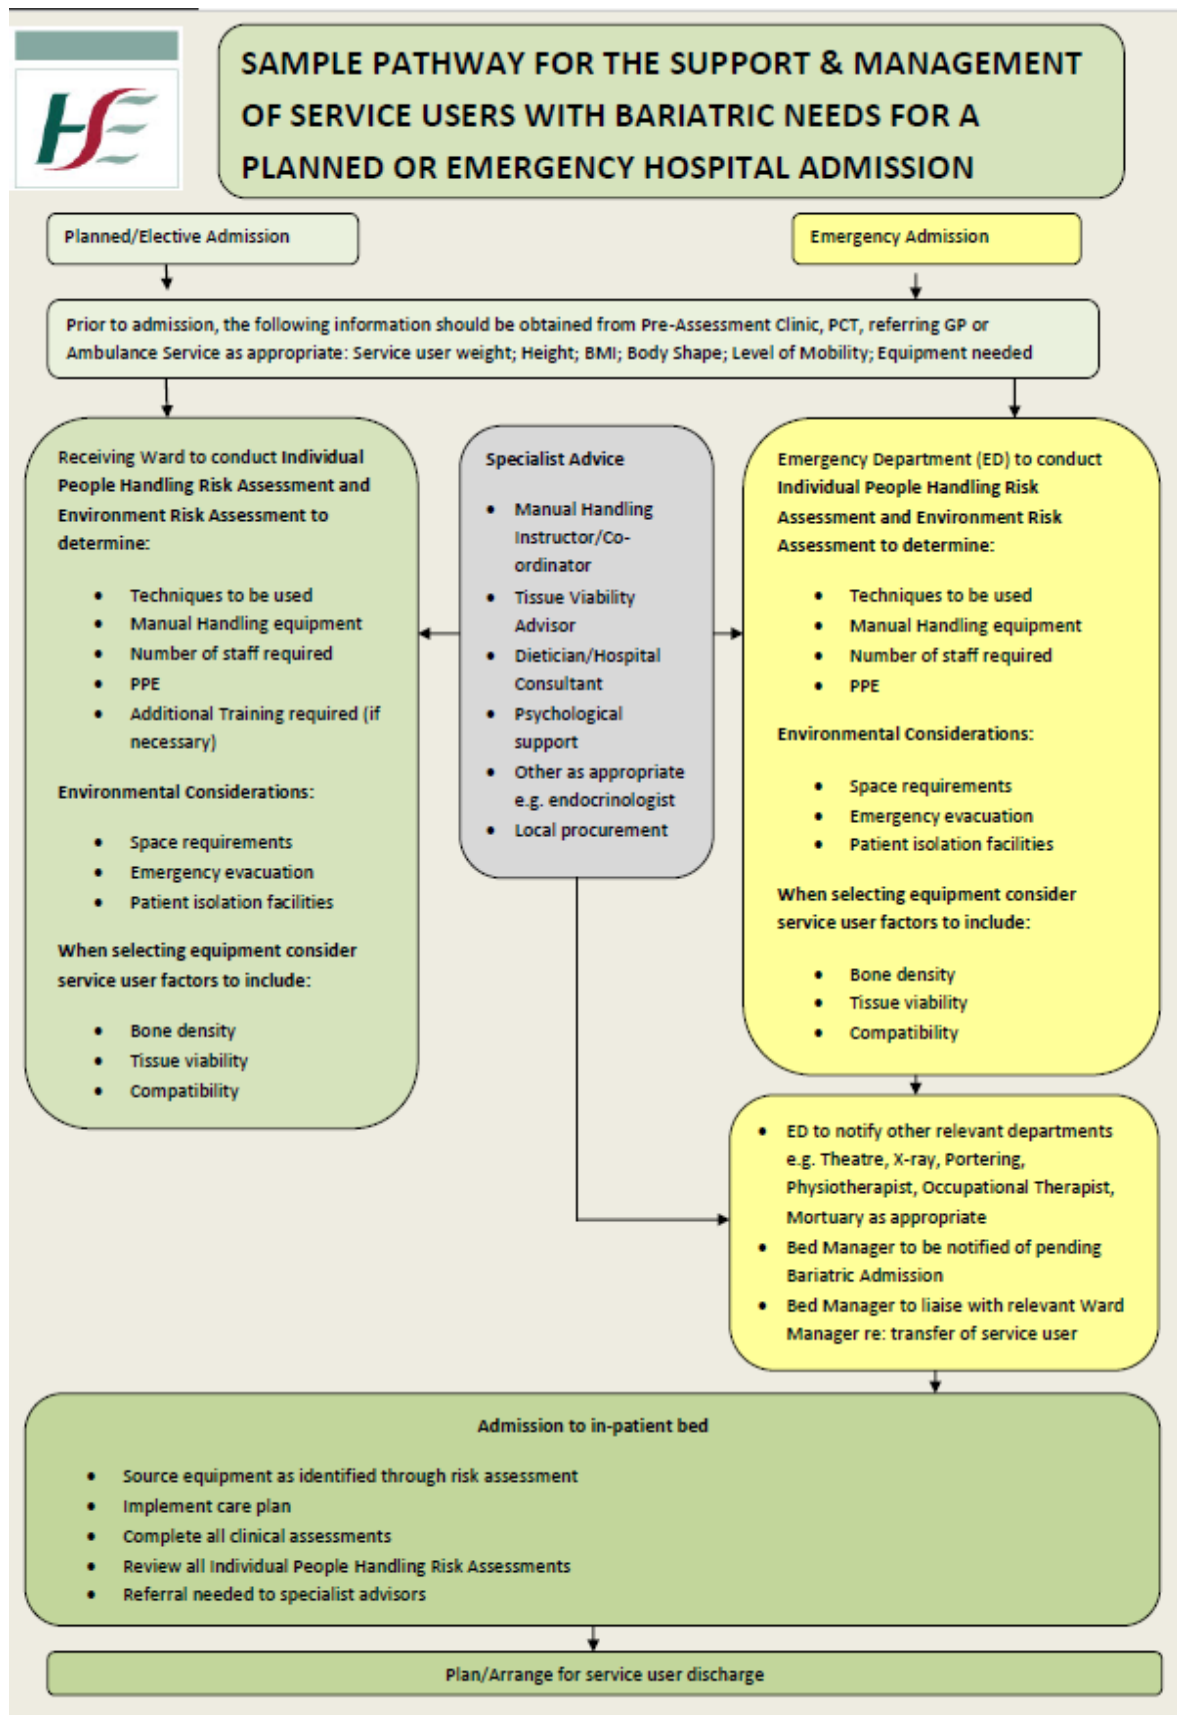 HSE
SAMPLE PATHWAY FOR THE SUPPORT & MANAGEMENT
OF SERVICE USERS WITH BARIATRIC NEEDS FOR A
PLANNED OR EMERGENCY HOSPITAL ADMISSION
Planned/Elective Admission
Emergency Admission
Prior to admission, the following information should be obtained from Pre-Assessment Clinic, PCT, referring GP or
Ambulance Service as appropriate: Service user weight; Height; BMI; Body Shape; Level of Mobility; Equipment needed
Receiving Ward to conduct Individual
People Handling Risk Assessment and
Environment Risk Assessment to
determine:
• Techniques to be used
• Manual Handling equipment
• Number of staff required
• PPE
• Additional Training required (if
necessary)
Environmental Considerations:
• Space requirements
• Emergency evacuation
• Patient isolation facilities
When selecting equipment consider
service user factors to include:
• Bone density
• Tissue viability
• Compatibility
Specialist Advice
• Manual Handling
Instructor/Co-
ordinator
• Tissue Viability
Advisor
• Dietician/Hospital
Consultant
• Psychological
support
• Other as appropriate
e.g. endocrinologist
• Local procurement
Emergency Department (ED) to conduct
Individual People Handling Risk
Assessment and Environment Risk
Assessment to determine:
• Techniques to be used
• Manual Handling equipment
• Number of staff required
• PPE
Environmental Considerations:
• Space requirements
• Emergency evacuation
• Patient isolation facilities
When selecting equipment consider
service user factors to include:
• Bone density
• Tissue viability
• Compatibility
• ED to notify other relevant departments
e.g. Theatre, X-ray, Portering,
Physiotherapist, Occupational Therapist,
Mortuary as appropriate
• Bed Manager to be notified of pending
Bariatric Admission
• Bed Manager to liaise with relevant Ward
Manager re: transfer of service user
Admission to in-patient bed
• Source equipment as identified through risk assessment
• Implement care plan
• Complete all clinical assessments
• Review all Individual People Handling Risk Assessments
• Referral needed to specialist advisors
Plan/Arrange for service user discharge